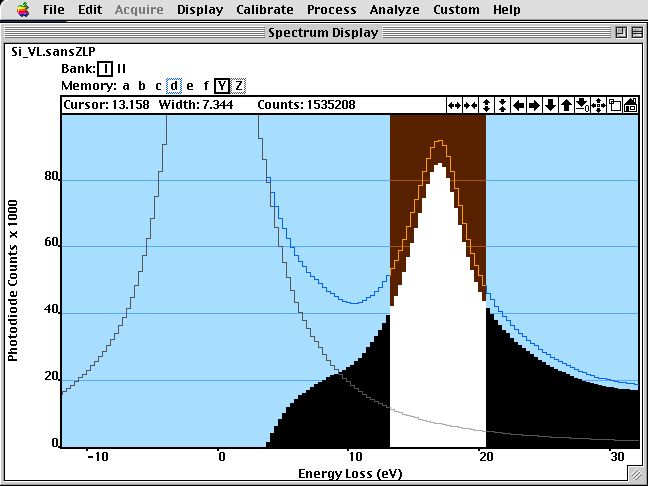 File Edit Acquire Display Calibrate Process Analyze Custom Help
Spectrum Display
Si_VL.sansZLP
Bank: I II
Memory: a b c d e f Y Z
Cursor: 13.158 Width: 7.344 Counts: 1535208
Photodiode Counts x 1000
80
60
40
20
0
-10 0 10 20 30
Energy Loss (eV)